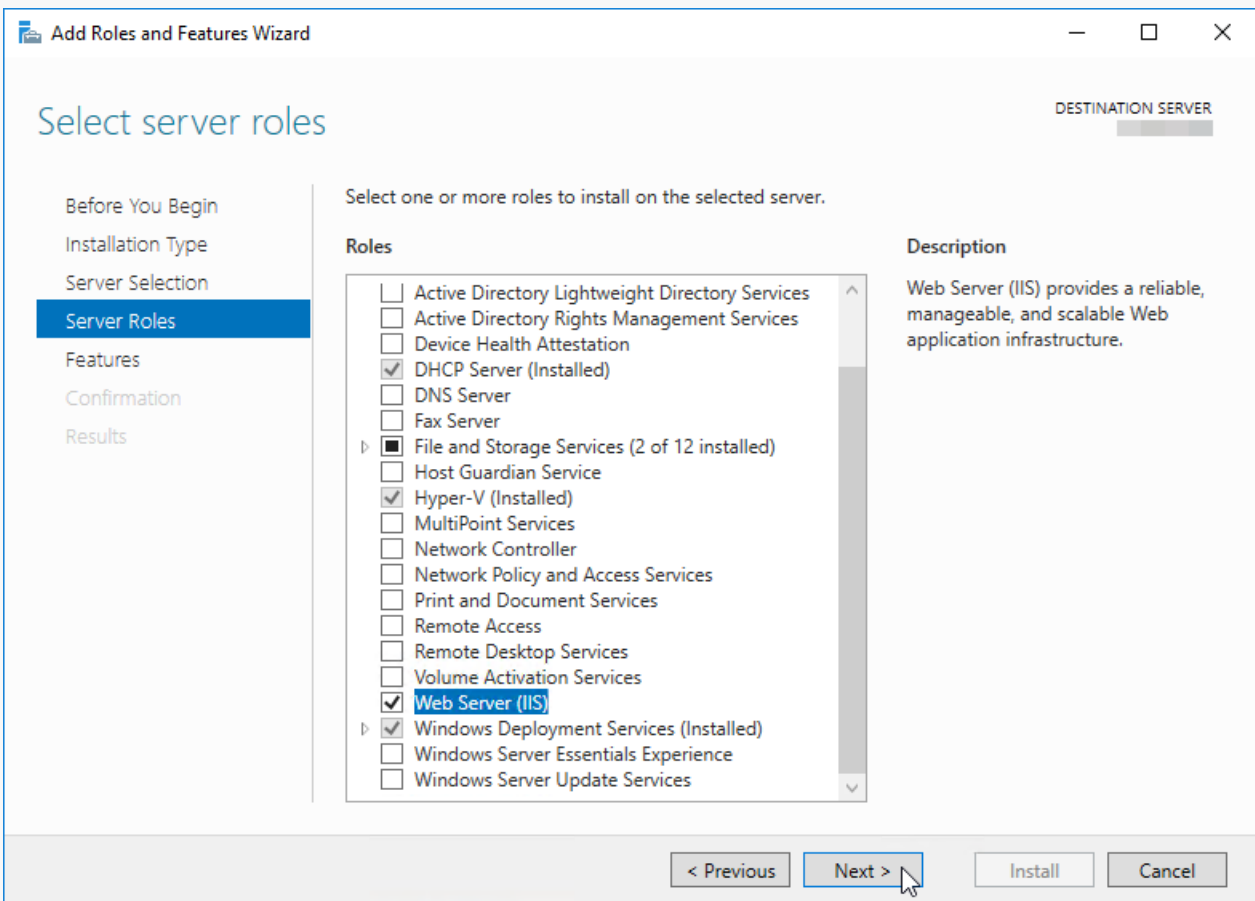 Add Roles and Features Wizard
Select server roles
DESTINATION SERVER
Before You Begin
Installation Type
Server Selection
Server Roles
Features
Confirmation
Results
Select one or more roles to install on the selected server.
Roles
Active Directory Lightweight Directory Services
Active Directory Rights Management Services
Device Health Attestation
DHCP Server (Installed)
DNS Server
Fax Server
File and Storage Services (2 of 12 installed)
Host Guardian Service
Hyper-V (Installed)
MultiPoint Services
Network Controller
Network Policy and Access Services
Print and Document Services
Remote Access
Remote Desktop Services
Volume Activation Services
Web Server (IIS)
Windows Deployment Services (Installed)
Windows Server Essentials Experience
Windows Server Update Services
Description
Web Server (IIS) provides a reliable,
manageable, and scalable Web
application infrastructure.
< Previous
Next >
Install
Cancel